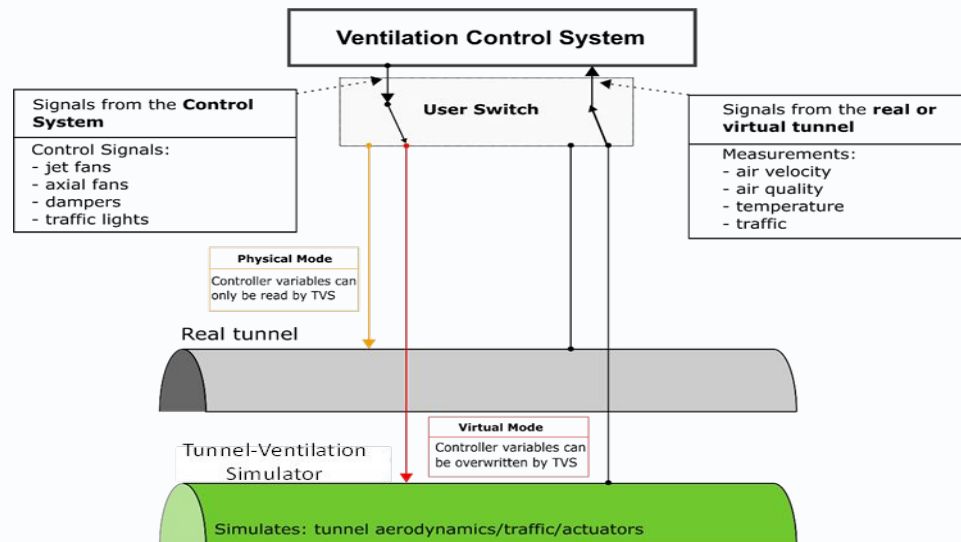 Ventilation Control System
Signals from the Control
System
Control Signals:
- jet fans
- axial fans
- dampers
- traffic lights
User Switch
Signals from the real or
virtual tunnel
Measurements:
- air velocity
- air quality
- temperature
- traffic
Physical Mode
Controller variables can
only be read by TVS
Real tunnel
Virtual Mode
Controller variables can
be overwritten by TVS
Tunnel-Ventilation
Simulator
Simulates: tunnel aerodynamics/traffic/actuators